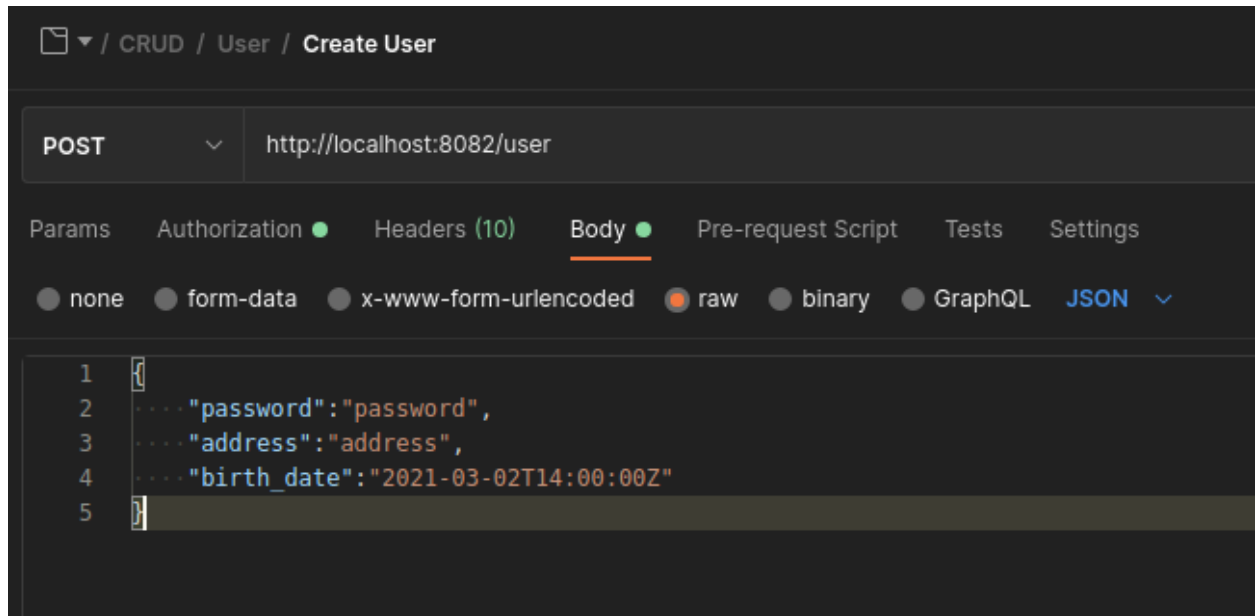 / CRUD / User / Create User
POST http://localhost:8082/user
Params Authorization Headers (10) Body Pre-request Script Tests Settings
none form-data x-www-form-urlencoded raw binary GraphQL JSON
1 {
2 ····"password":"password",
3 ····"address":"address",
4 ····"birth_date":"2021-03-02T14:00:00Z"
5 }